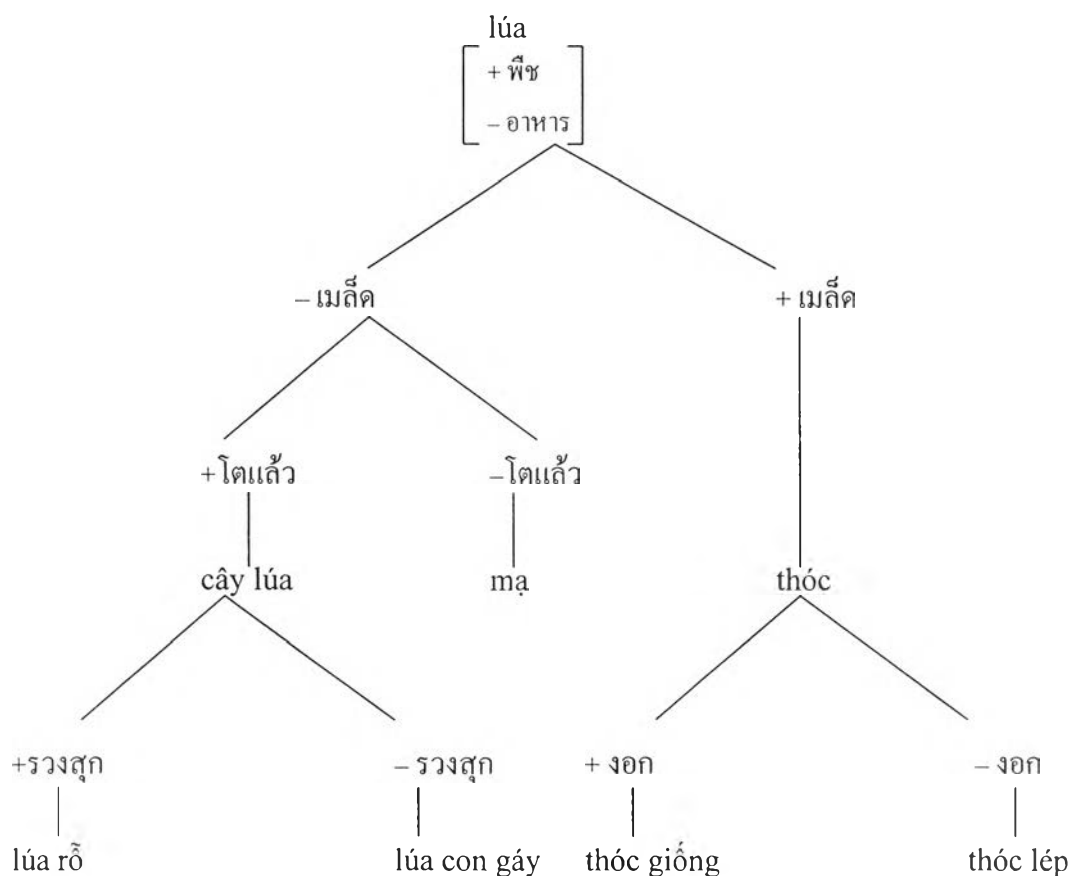 lúa
+ พืช
– อาหาร
– เมล็ด + เมล็ด
+โตแล้ว –โตแล้ว
cây lúa mạ thóc
+รวงสุก – รวงสุก + งอก – งอก
lúa rỗ lúa con gáy thóc giống thóc lép